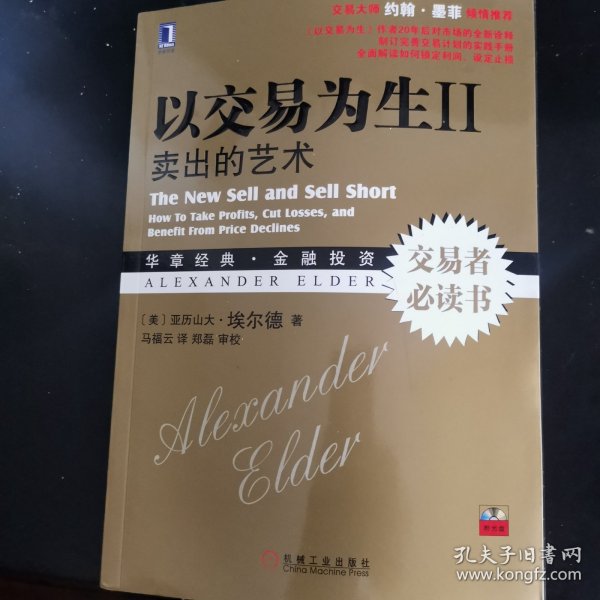 交易大师 约翰·墨菲 倾情推荐
《以交易为生》作者20年后对市场的全新诠释
制订完善交易计划的实践手册
全面解读如何锁定利润、设定止损
以交易为生II
卖出的艺术
The New Sell and Sell Short
How To Take Profits, Cut Losses, and
Benefit From Price Declines
华章经典·金融投资
ALEXANDER ELDER
交易者
必读书
〔美〕亚历山大·埃尔德 著
马福云 译 郑磊 审校
Alexander
Elder
附光盘
机械工业出版社
China Machine Press
孔夫子旧书网
www.kongfz.com